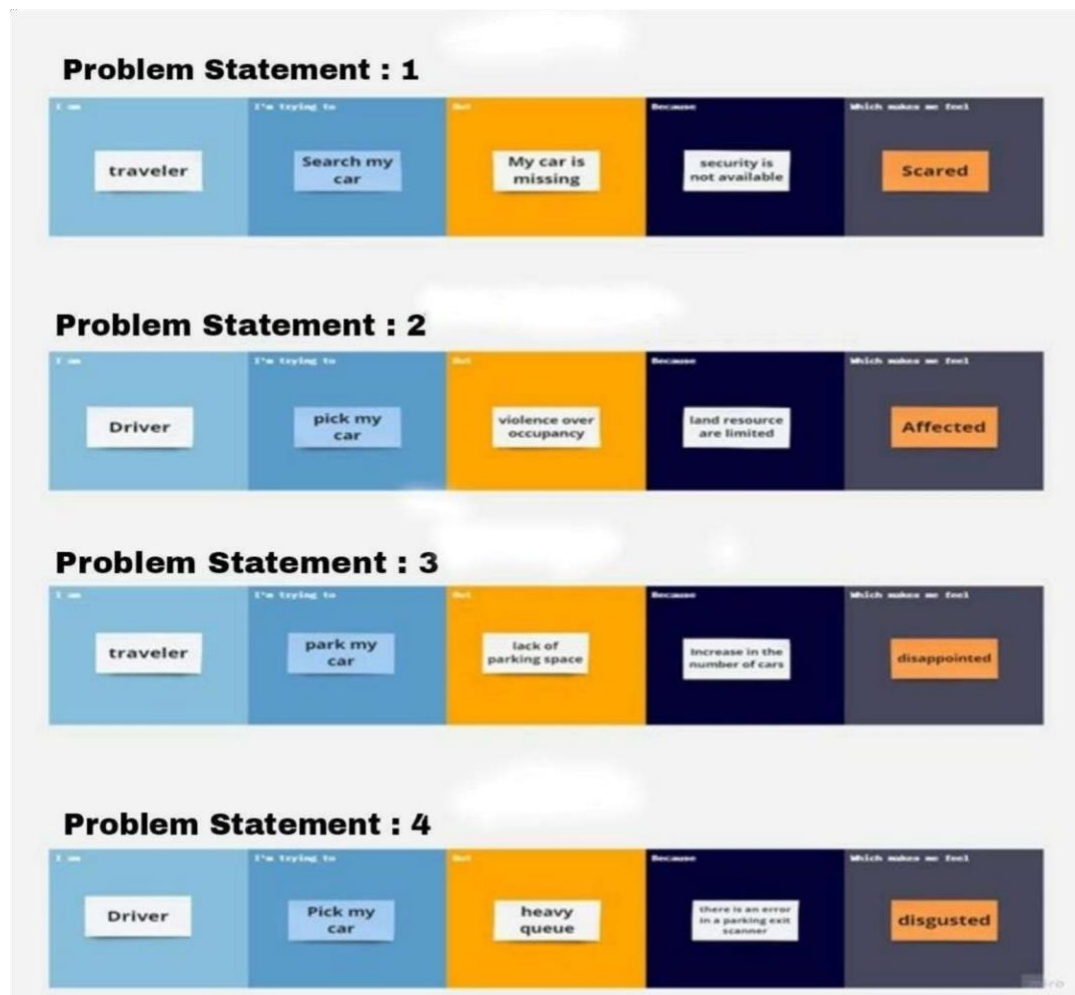 Problem Statement : 1
I am
I'm trying to
But
Because
Which makes me feel
traveler
Search my
car
My car is
missing
security is
not available
Scared
Problem Statement : 2
I am
I'm trying to
But
Because
Which makes me feel
Driver
pick my
car
violence over
occupancy
land resource
are limited
Affected
Problem Statement : 3
I am
I'm trying to
But
Because
Which makes me feel
traveler
park my
car
lack of
parking space
Increase in the
number of cars
disappointed
Problem Statement : 4
I am
I'm trying to
But
Because
Which makes me feel
Driver
Pick my
car
heavy
queue
there is an error
in a parking exit
scanner
disgusted